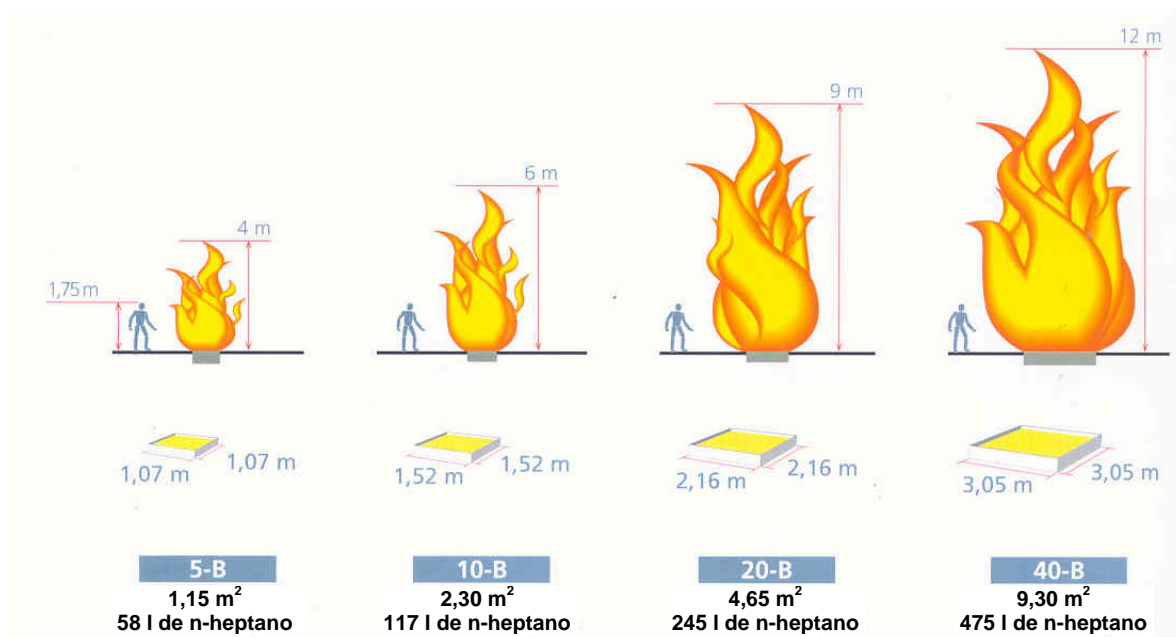 12 m
9 m
6 m
4 m
1,75 m
1,07 m
1,07 m
1,52 m
1,52 m
2,16 m
2,16 m
3,05 m
3,05 m
5-B
1,15 m²
58 l de n-heptano
10-B
2,30 m²
117 l de n-heptano
20-B
4,65 m²
245 l de n-heptano
40-B
9,30 m²
475 l de n-heptano